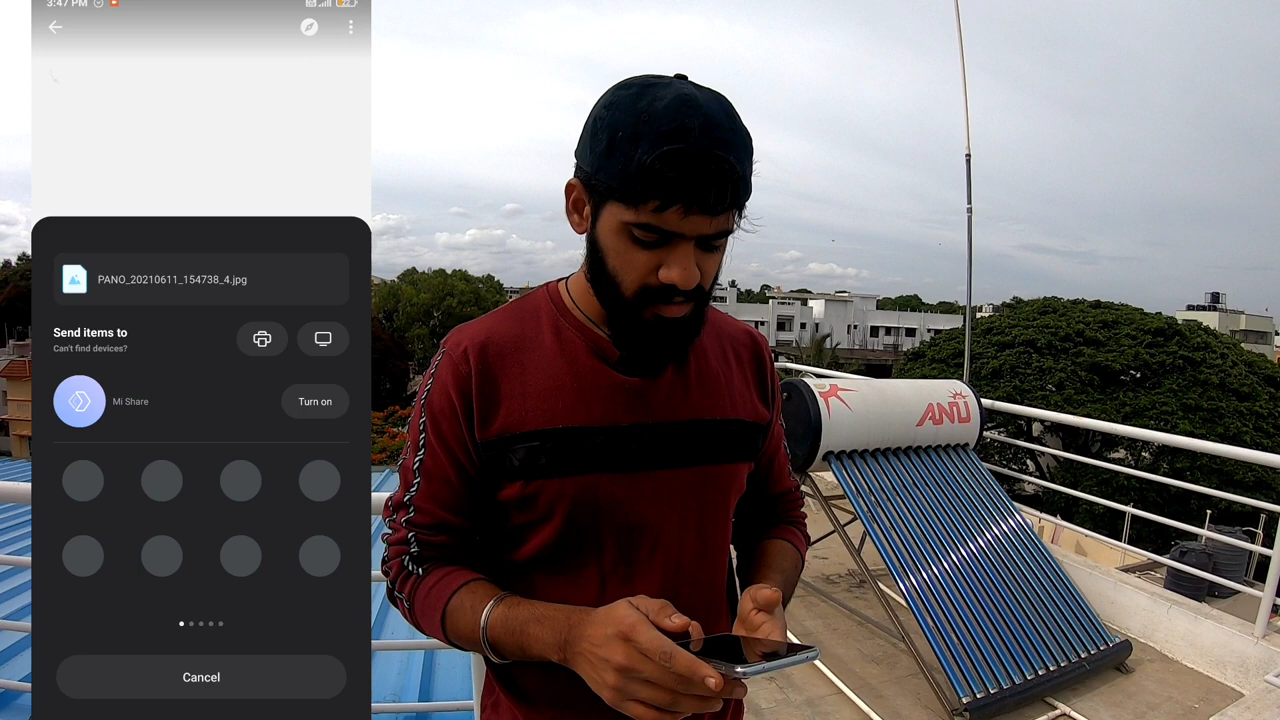 3:47 PM
PANO_20210611_154738_4.jpg
Send items to
Can't find devices?
Mi Share
Turn on
Cancel
ANU